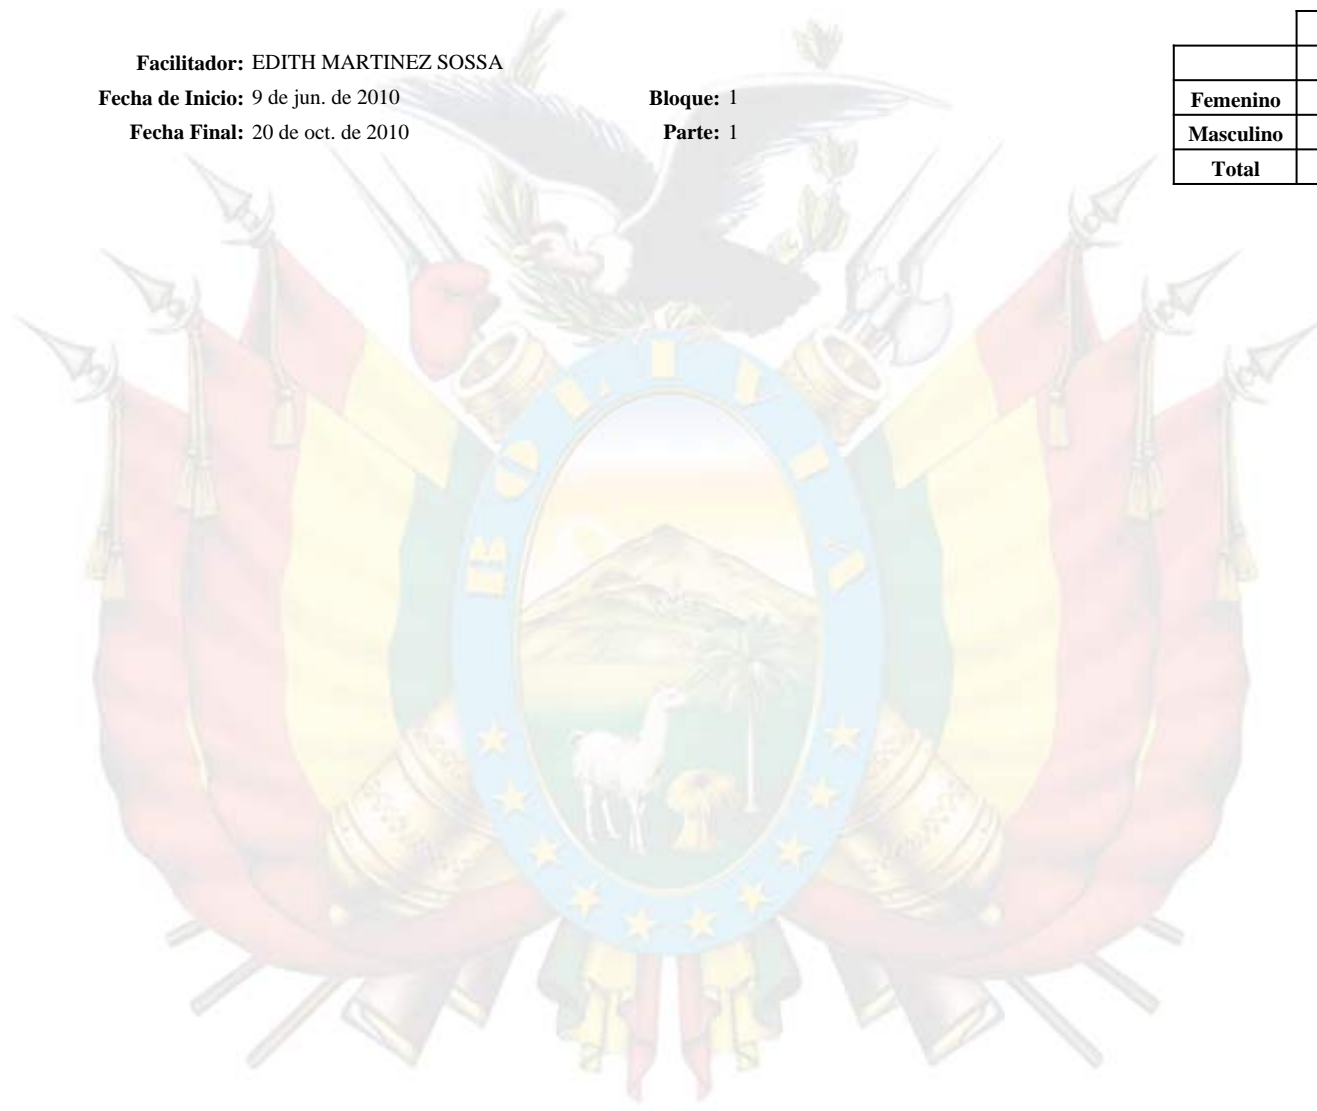 Facilitador: EDITH MARTINEZ SOSSA
Fecha de Inicio: 9 de jun. de 2010 Bloque: 1
Fecha Final: 20 de oct. de 2010 Parte: 1
Femenino
Masculino
Total
BOLIVIA